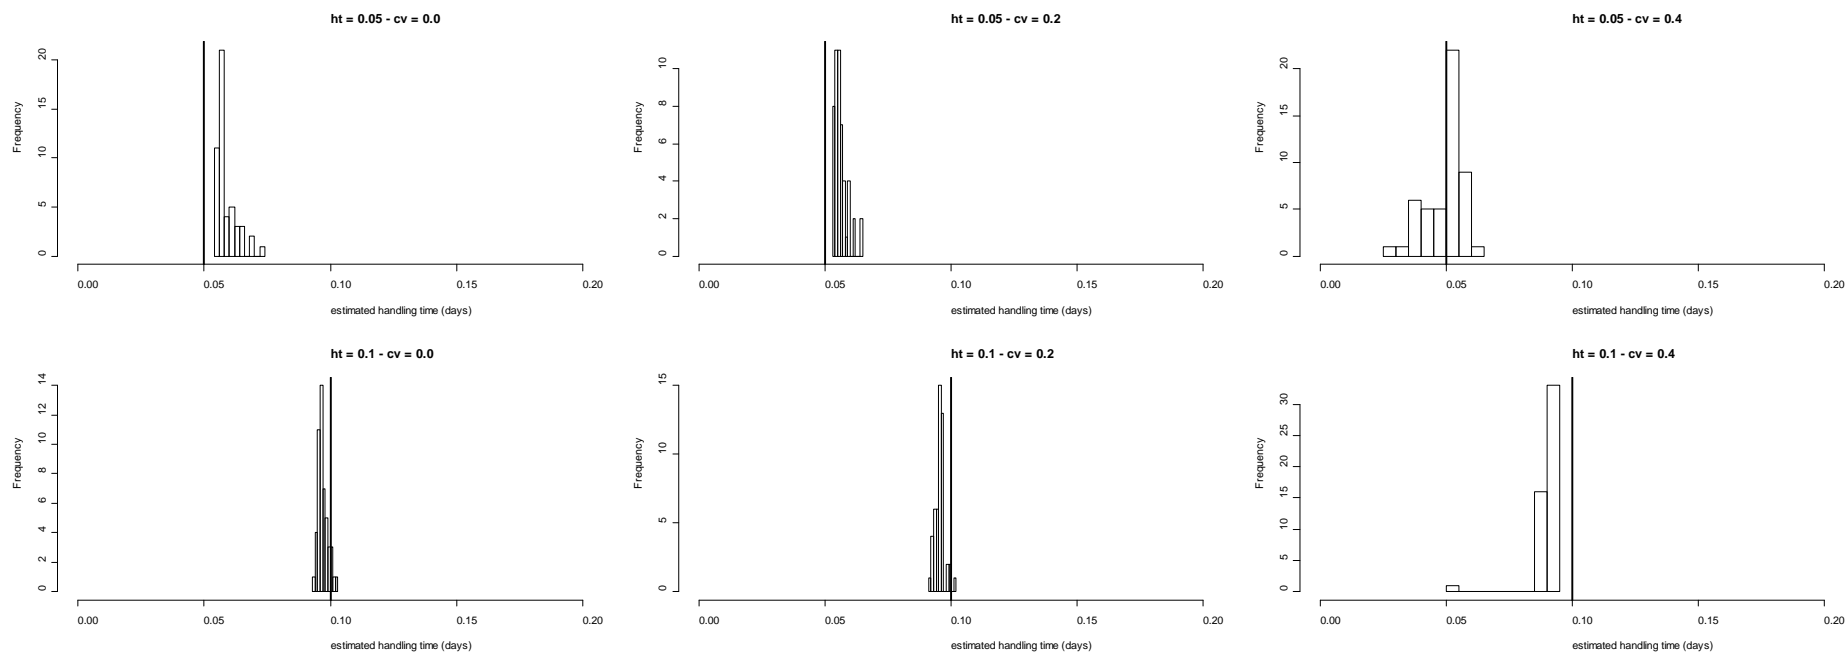 ht = 0.05 - cv = 0.0
Frequency
0
5
10
15
20
0.00 0.05 0.10 0.15 0.20
estimated handling time (days)
ht = 0.05 - cv = 0.2
Frequency
0
2
4
6
8
10
0.00 0.05 0.10 0.15 0.20
estimated handling time (days)
ht = 0.05 - cv = 0.4
Frequency
0
5
10
15
20
0.00 0.05 0.10 0.15 0.20
estimated handling time (days)
ht = 0.1 - cv = 0.0
Frequency
0
2
4
6
8
10
12
14
0.00 0.05 0.10 0.15 0.20
estimated handling time (days)
ht = 0.1 - cv = 0.2
Frequency
0
5
10
15
0.00 0.05 0.10 0.15 0.20
estimated handling time (days)
ht = 0.1 - cv = 0.4
Frequency
0
5
10
15
20
25
30
0.00 0.05 0.10 0.15 0.20
estimated handling time (days)